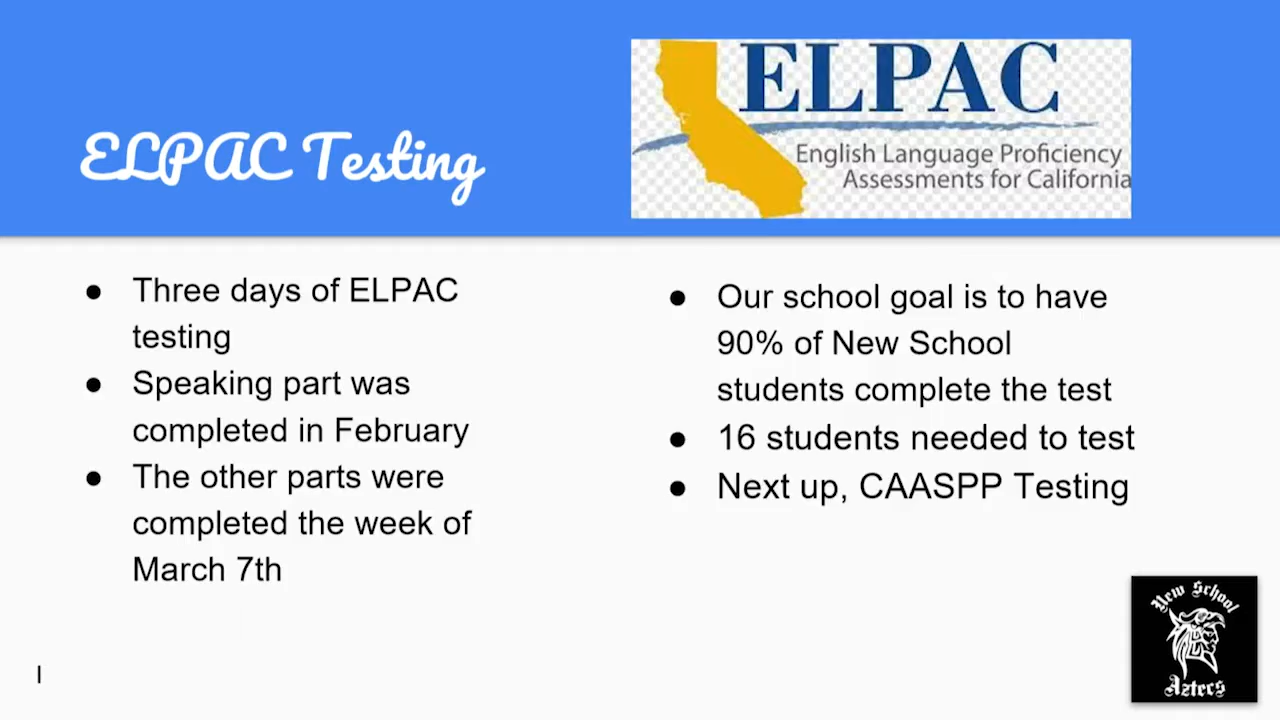 ELPAC Testing
ELPAC
English Language Proficiency
Assessments for California
● Three days of ELPAC
testing
● Speaking part was
completed in February
● The other parts were
completed the week of
March 7th
● Our school goal is to have
90% of New School
students complete the test
● 16 students needed to test
● Next up, CAASPP Testing
New School
Aztecs
I